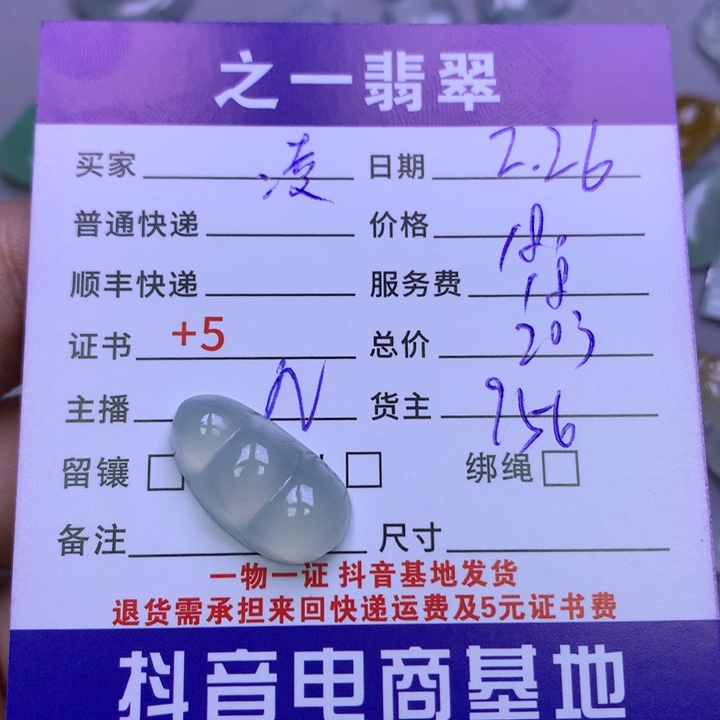 之一翡翠
买家 凌 日期 2.26
普通快递 价格 18.
顺丰快递 服务费 18
证书 +5 总价 203
主播 N 货主 956
留镶 绑绳
备注 尺寸
一物一证 抖音基地发货
退货需承担来回快递运费及5元证书费
抖音电商基地